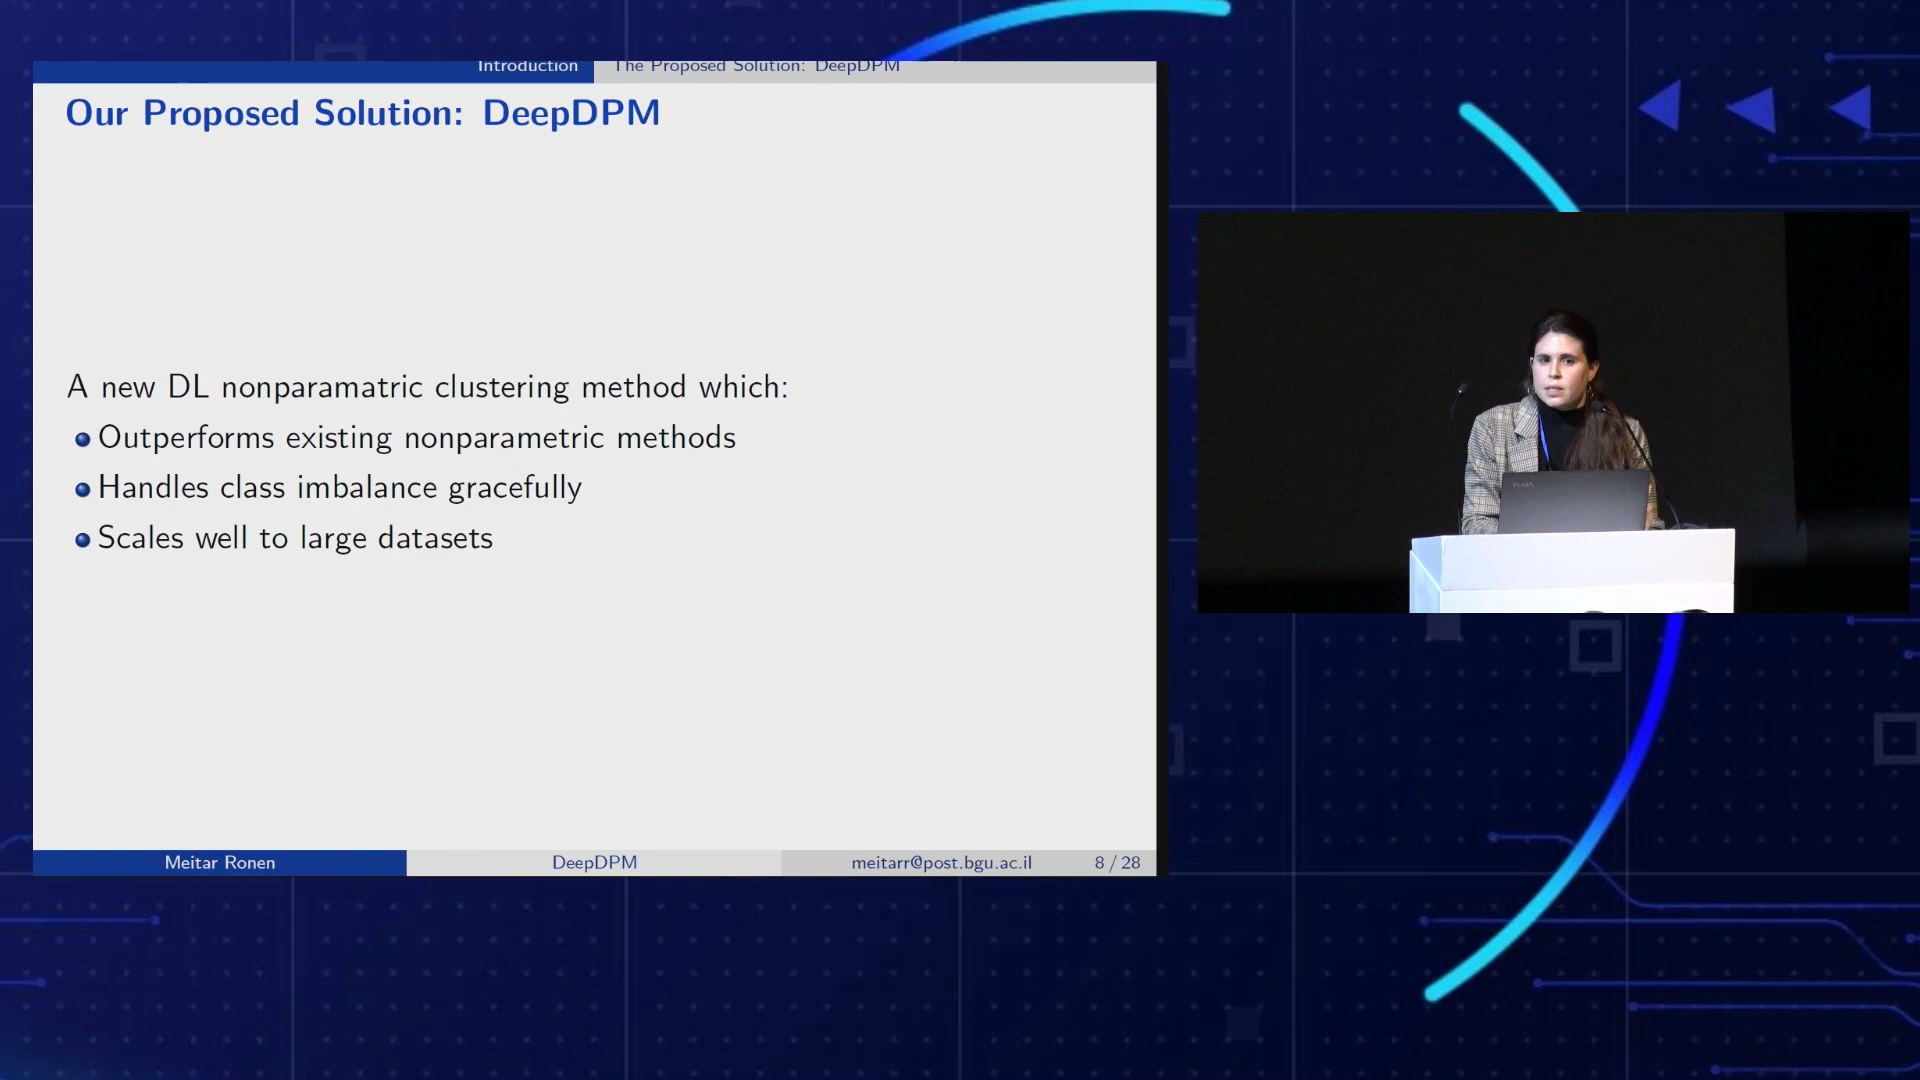 Introduction
The Proposed Solution: DeepDPM
Our Proposed Solution: DeepDPM
A new DL nonparamatric clustering method which:
Outperforms existing nonparametric methods
Handles class imbalance gracefully
Scales well to large datasets
Meitar Ronen
DeepDPM
meitarr@post.bgu.ac.il
8 / 28
YOGA